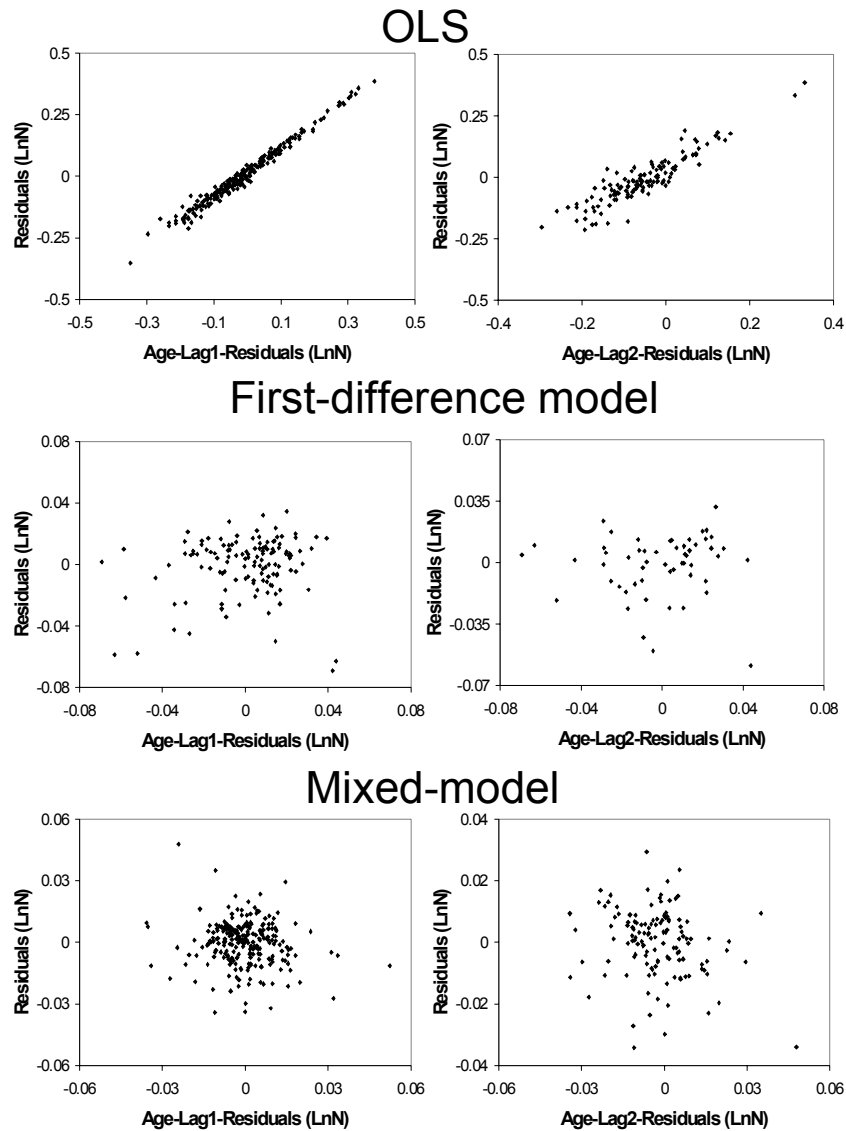 OLS
0.5
0.25
0
-0.25
-0.5
Residuals (LnN)
-0.5 -0.3 -0.1 0.1 0.3 0.5
Age-Lag1-Residuals (LnN)
0.5
0.25
0
-0.25
-0.5
Residuals (LnN)
-0.4 -0.2 0 0.2 0.4
Age-Lag2-Residuals (LnN)
First-difference model
0.08
0.04
0
-0.04
-0.08
Residuals (LnN)
-0.08 -0.04 0 0.04 0.08
Age-Lag1-Residuals (LnN)
0.07
0.035
0
-0.035
-0.07
Residuals (LnN)
-0.08 -0.04 0 0.04 0.08
Age-Lag2-Residuals (LnN)
Mixed-model
0.06
0.03
0
-0.03
-0.06
Residuals (LnN)
-0.06 -0.03 0 0.03 0.06
Age-Lag1-Residuals (LnN)
0.04
0.02
0
-0.02
-0.04
Residuals (LnN)
-0.06 -0.03 0 0.03 0.06
Age-Lag2-Residuals (LnN)